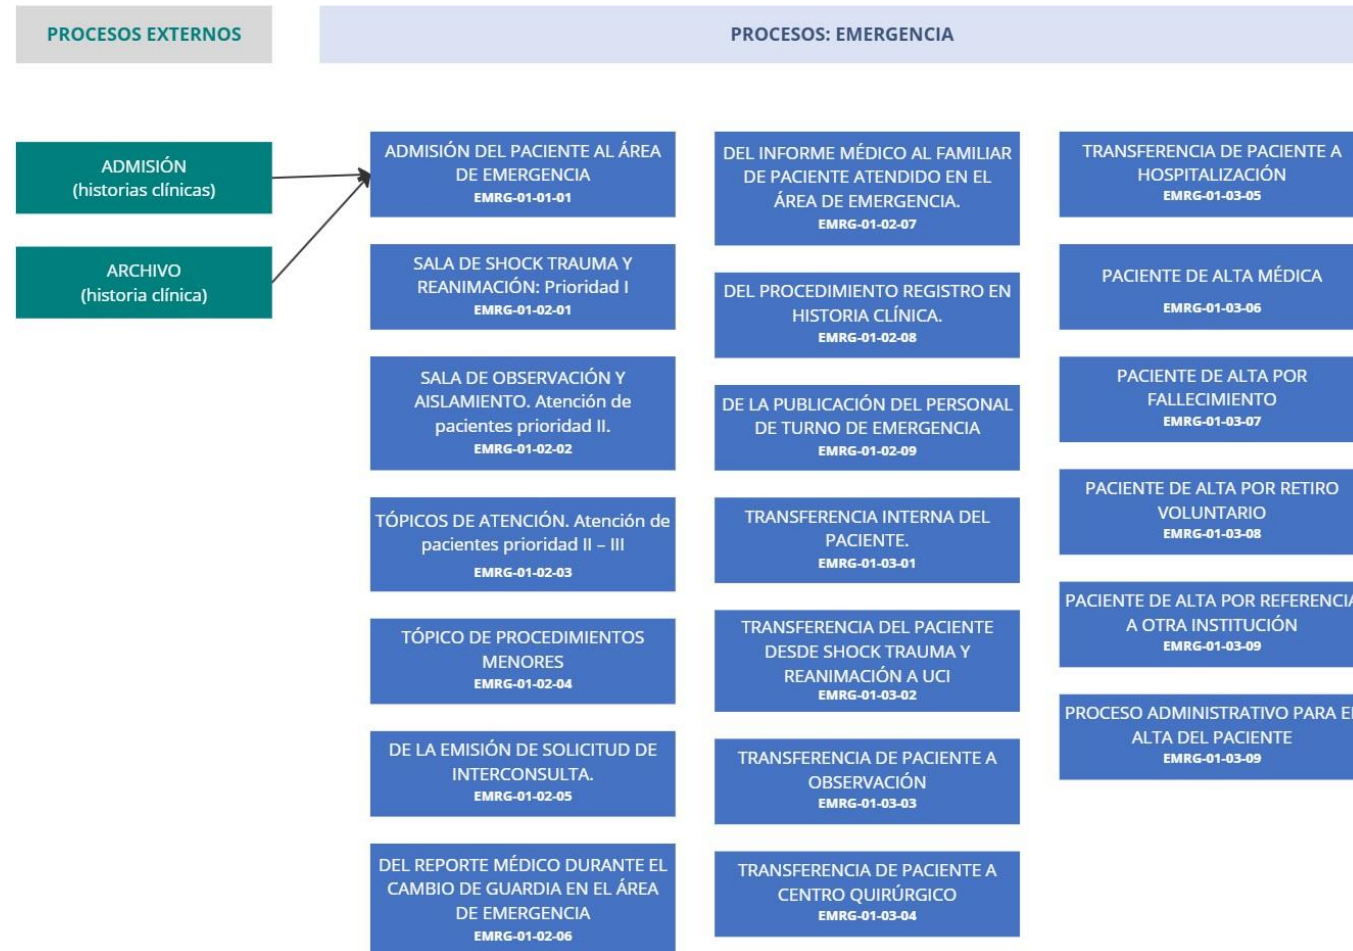 PROCESOS EXTERNOS
PROCESOS: EMERGENCIA
ADMISIÓN
(historias clínicas)
ARCHIVO
(historia clínica)
ADMISIÓN DEL PACIENTE AL ÁREA
DE EMERGENCIA
EMRG-01-01-01
SALA DE SHOCK TRAUMA Y
REANIMACIÓN: Prioridad I
EMRG-01-02-01
SALA DE OBSERVACIÓN Y
AISLAMIENTO. Atención de
pacientes prioridad II.
EMRG-01-02-02
TÓPICOS DE ATENCIÓN. Atención de
pacientes prioridad II – III
EMRG-01-02-03
TÓPICO DE PROCEDIMIENTOS
MENORES
EMRG-01-02-04
DE LA EMISIÓN DE SOLICITUD DE
INTERCONSULTA.
EMRG-01-02-05
DEL REPORTE MÉDICO DURANTE EL
CAMBIO DE GUARDIA EN EL ÁREA
DE EMERGENCIA
EMRG-01-02-06
DEL INFORME MÉDICO AL FAMILIAR
DE PACIENTE ATENDIDO EN EL
ÁREA DE EMERGENCIA.
EMRG-01-02-07
DEL PROCEDIMIENTO REGISTRO EN
HISTORIA CLÍNICA.
EMRG-01-02-08
DE LA PUBLICACIÓN DEL PERSONAL
DE TURNO DE EMERGENCIA
EMRG-01-02-09
TRANSFERENCIA INTERNA DEL
PACIENTE.
EMRG-01-03-01
TRANSFERENCIA DEL PACIENTE
DESDE SHOCK TRAUMA Y
REANIMACIÓN A UCI
EMRG-01-03-02
TRANSFERENCIA DE PACIENTE A
OBSERVACIÓN
EMRG-01-03-03
TRANSFERENCIA DE PACIENTE A
CENTRO QUIRÚRGICO
EMRG-01-03-04
TRANSFERENCIA DE PACIENTE A
HOSPITALIZACIÓN
EMRG-01-03-05
PACIENTE DE ALTA MÉDICA
EMRG-01-03-06
PACIENTE DE ALTA POR
FALLECIMIENTO
EMRG-01-03-07
PACIENTE DE ALTA POR RETIRO
VOLUNTARIO
EMRG-01-03-08
PACIENTE DE ALTA POR REFERENCIA
A OTRA INSTITUCIÓN
EMRG-01-03-09
PROCESO ADMINISTRATIVO PARA EL
ALTA DEL PACIENTE
EMRG-01-03-09